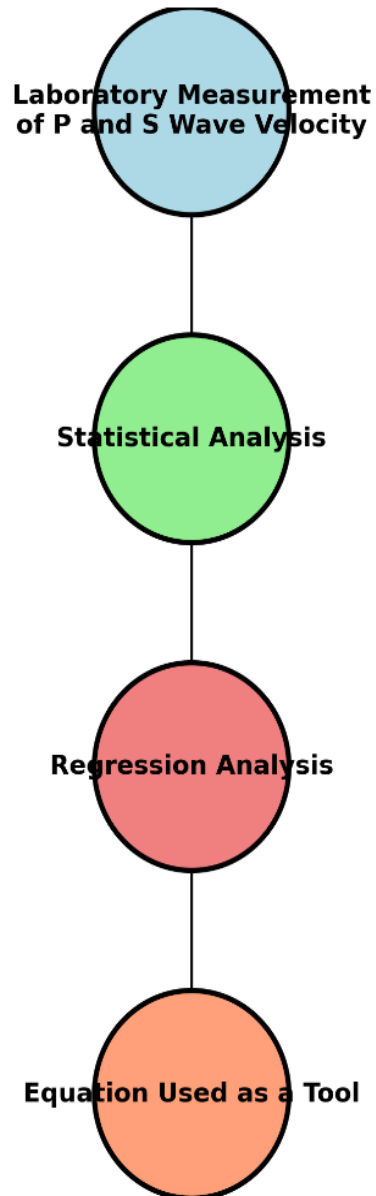 Laboratory Measurement
of P and S Wave Velocity
Statistical Analysis
Regression Analysis
Equation Used as a Tool